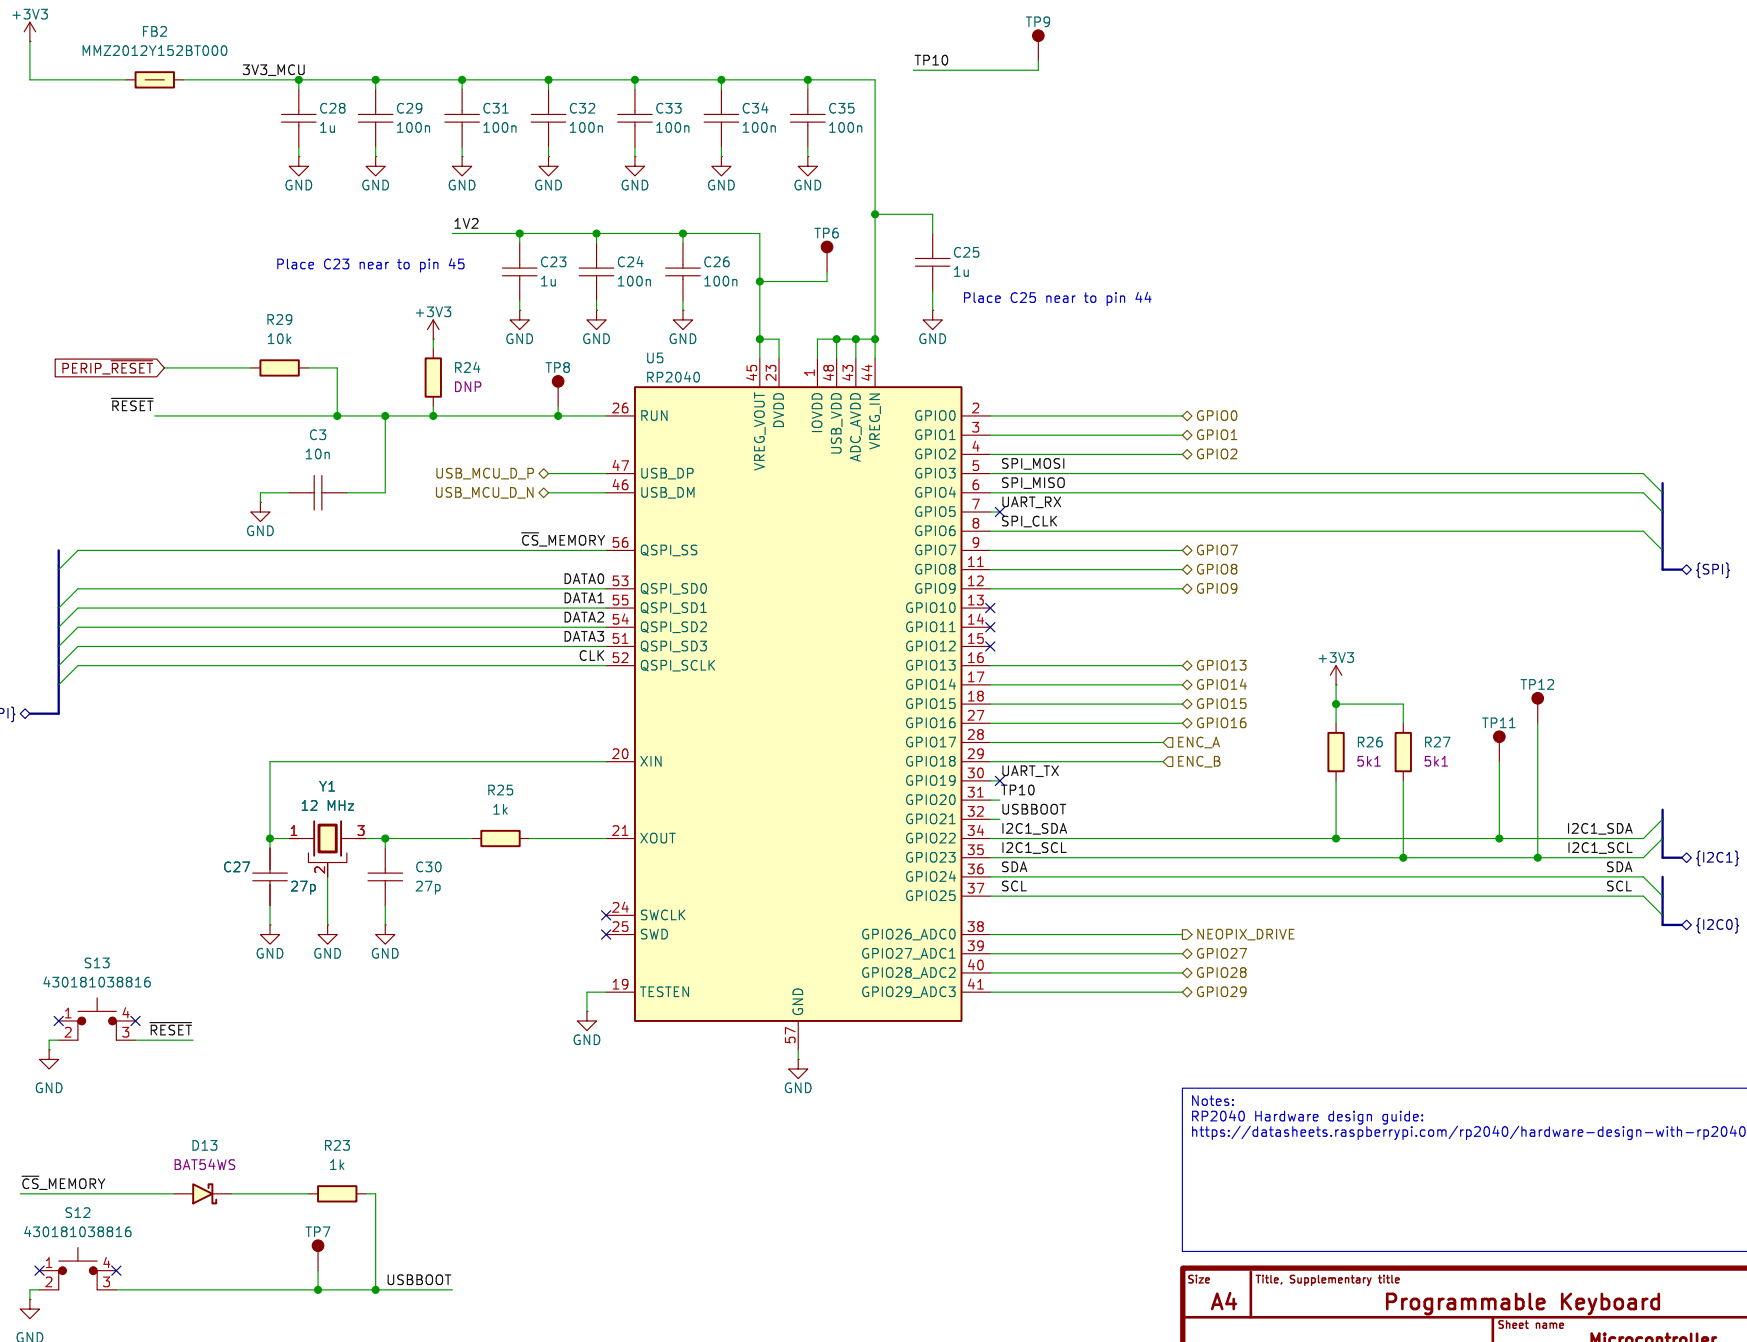 +3V3
FB2
MMZ2012Y152BT000
3V3_MCU
TP9
TP10
C28
1u
C29
100n
C31
100n
C32
100n
C33
100n
C34
100n
C35
100n
GND
GND
GND
GND
GND
GND
GND
1V2
Place C23 near to pin 45
C23
1u
C24
100n
C26
100n
TP6
C25
1u
Place C25 near to pin 44
GND
GND
GND
GND
R29
10k
+3V3
PERIP_RESET
R24
DNP
TP8
RESET
C3
10n
GND
U5
RP2040
45
23
1
48
43
44
VREG_VOUT
DVDD
IOVDD
USB_VDD
ADC_AVDD
VREG_IN
26 RUN
USB_MCU_D_P 47 USB_DP
USB_MCU_D_N 46 USB_DM
CS_MEMORY 56 QSPI_SS
DATA0 53 QSPI_SD0
DATA1 55 QSPI_SD1
DATA2 54 QSPI_SD2
DATA3 51 QSPI_SD3
CLK 52 QSPI_SCLK
PI}
20 XIN
21 XOUT
24 SWCLK
25 SWD
19 TESTEN
GND
57
GND
GND
GPIO0 2 GPIO0
GPIO1 3 GPIO1
GPIO2 4 GPIO2
GPIO3 5 SPI_MOSI
GPIO4 6 SPI_MISO
GPIO5 7 UART_RX
GPIO6 8 SPI_CLK
GPIO7 9 GPIO7
GPIO8 11 GPIO8
GPIO9 12 GPIO9
GPIO10 13
GPIO11 14
GPIO12 15
GPIO13 16 GPIO13
GPIO14 17 GPIO14
GPIO15 18 GPIO15
GPIO16 27 GPIO16
GPIO17 28 ENC_A
GPIO18 29 ENC_B
GPIO19 30 UART_TX
GPIO20 31 TP10
GPIO21 32 USBBOOT
GPIO22 34 I2C1_SDA I2C1_SDA
GPIO23 35 I2C1_SCL I2C1_SCL
GPIO24 36 SDA SDA
GPIO25 37 SCL SCL
GPIO26_ADC0 38 NEOPIX_DRIVE
GPIO27_ADC1 39 GPIO27
GPIO28_ADC2 40 GPIO28
GPIO29_ADC3 41 GPIO29
{SPI}
+3V3
R26
5k1
R27
5k1
TP11
TP12
{I2C1}
{I2C0}
Y1
12 MHz
1
3
2
R25
1k
C27
27p
C30
27p
GND
GND
GND
S13
430181038816
1
2
4
3
RESET
GND
D13
BAT54WS
R23
1k
CS_MEMORY
S12
430181038816
1
2
4
3
TP7
USBBOOT
GND
Notes:
RP2040 Hardware design guide:
https://datasheets.raspberrypi.com/rp2040/hardware-design-with-rp2040
Size
A4
Title, Supplementary title
Programmable Keyboard
Sheet name
Microcontroller